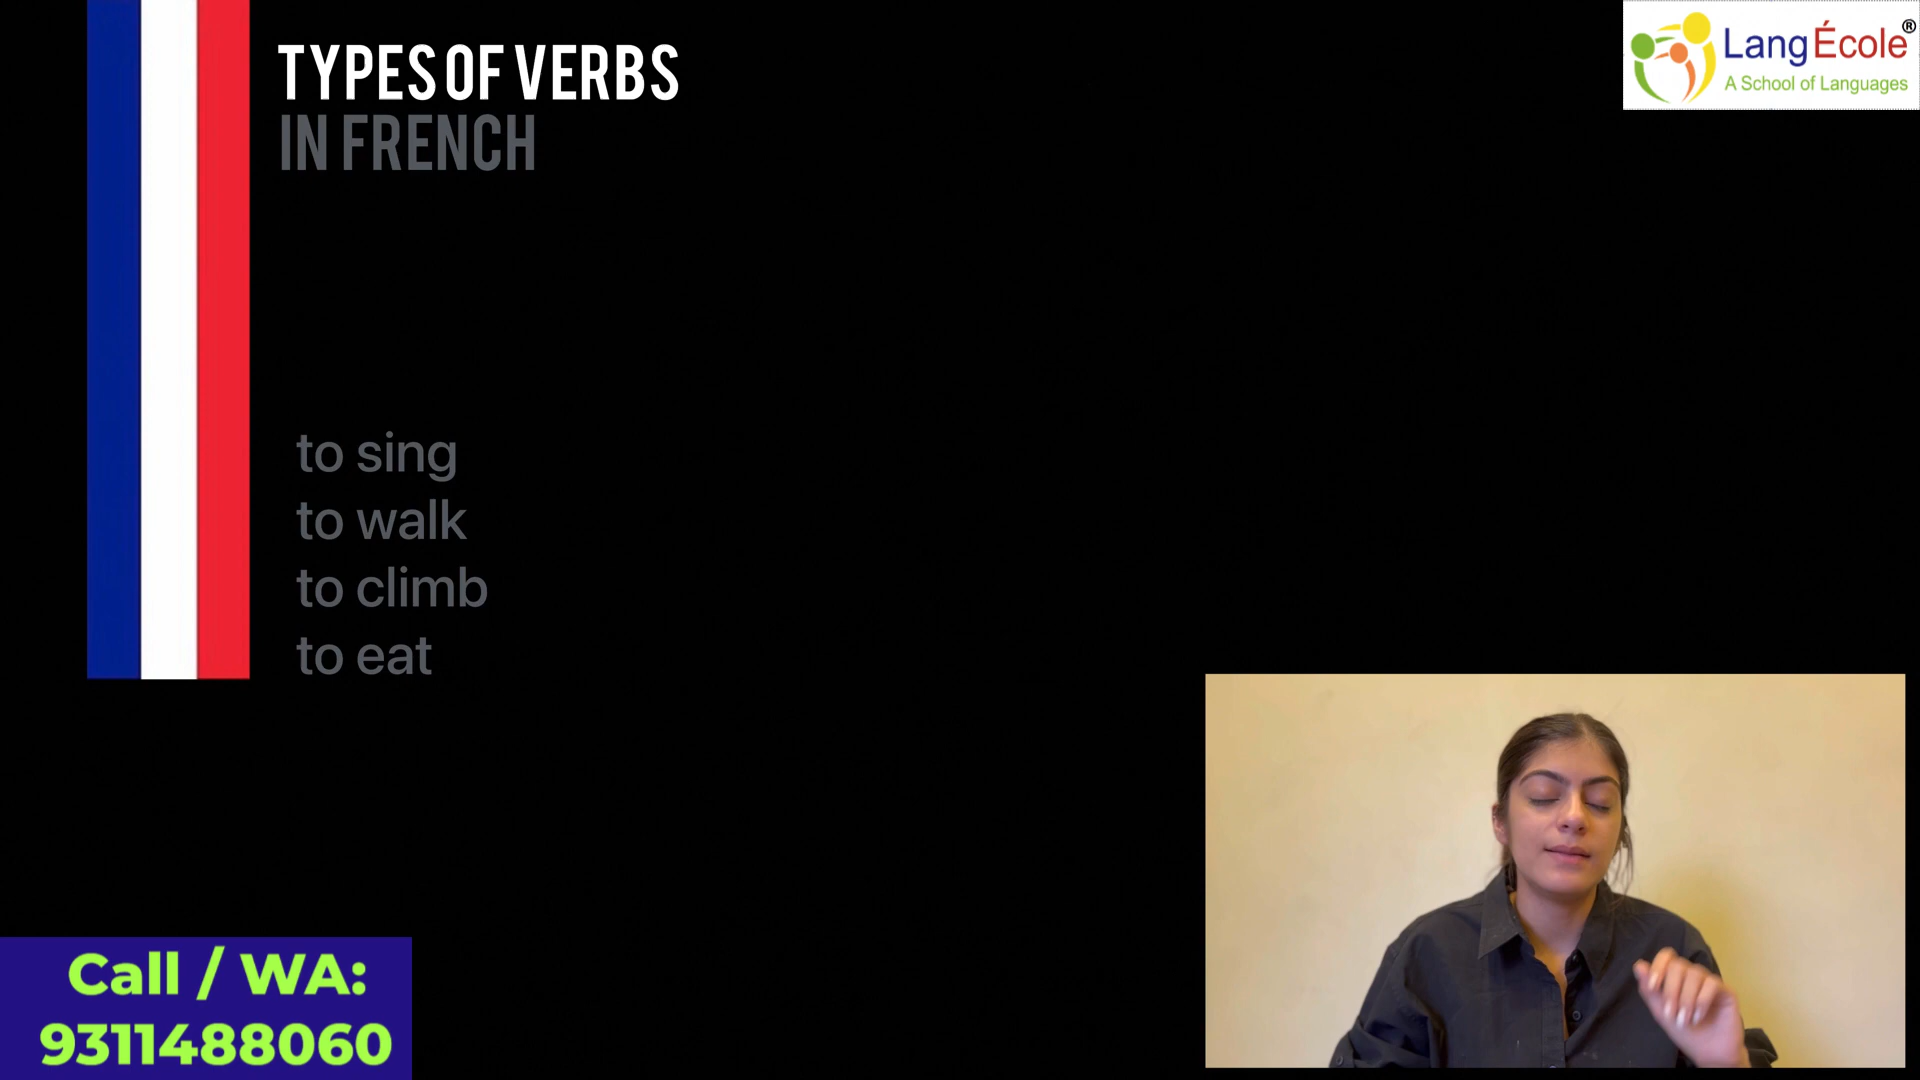 TYPES OF VERBS
IN FRENCH
LangÉcole®
A School of Languages
to sing
to walk
to climb
to eat
Call / WA:
9311488060